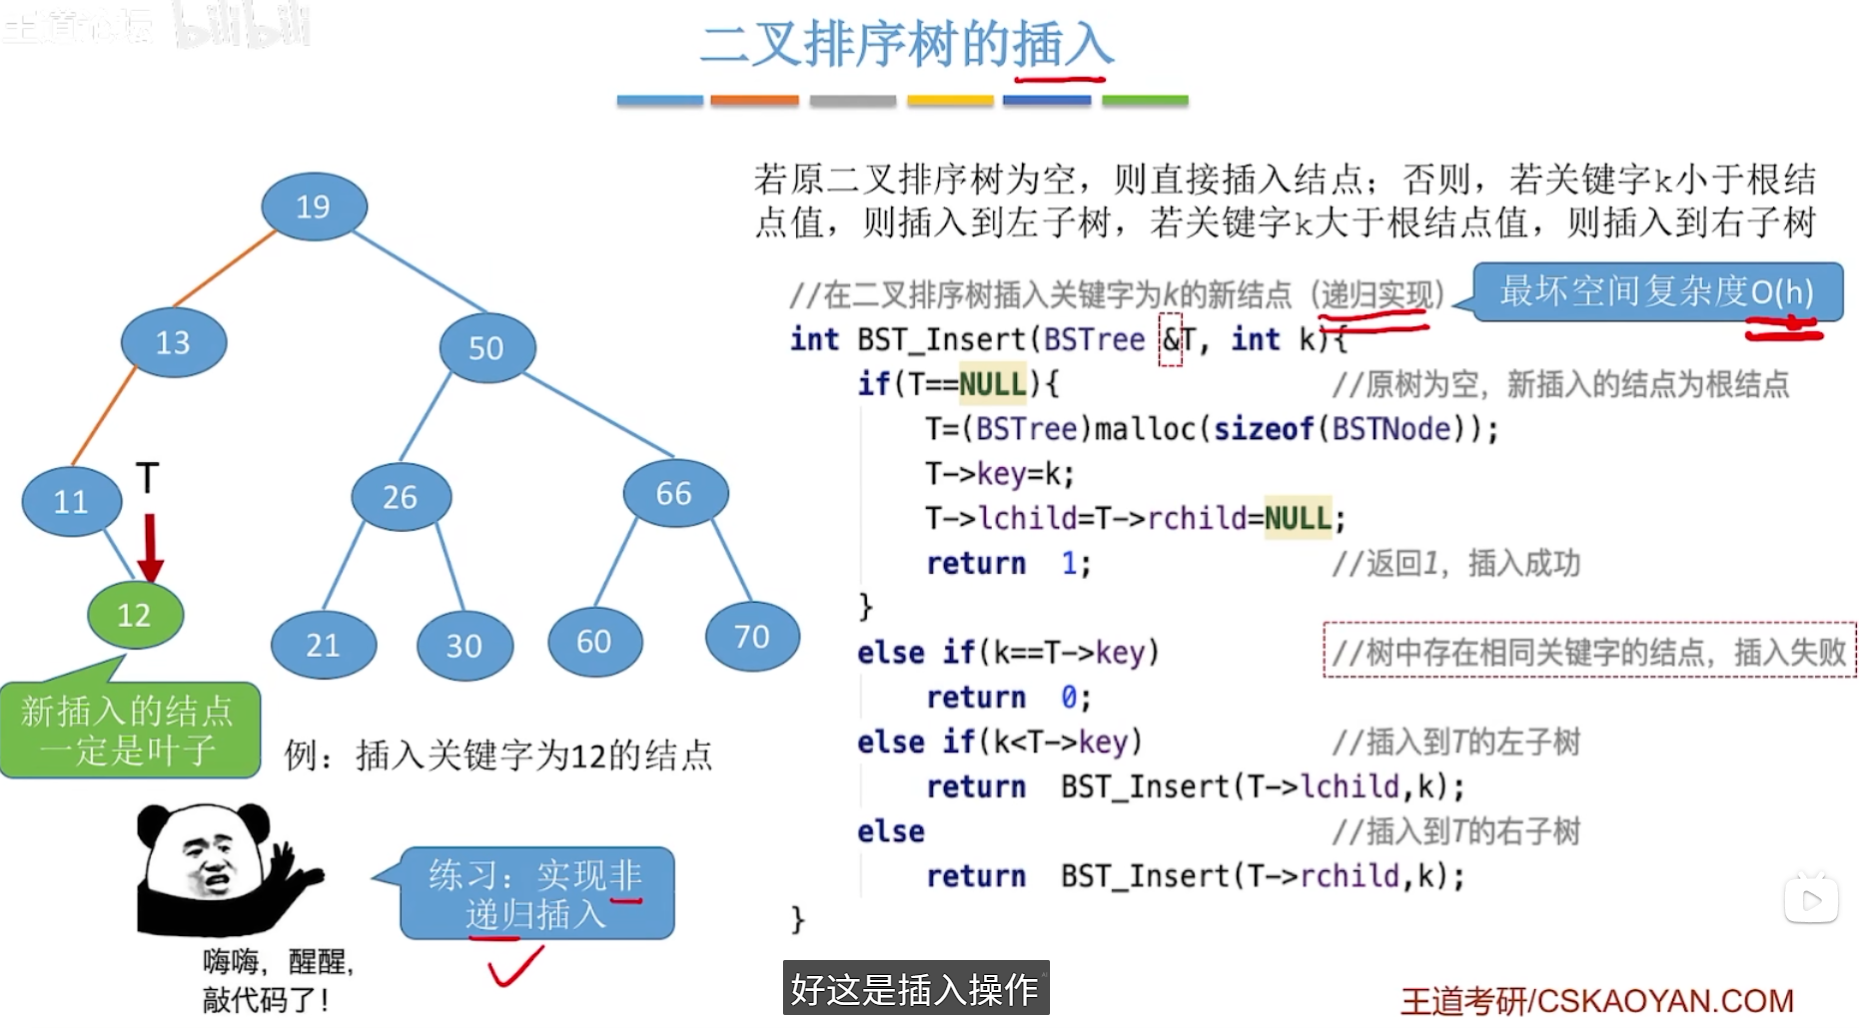 王道论坛 bilibili
二叉排序树的插入
若原二叉排序树为空，则直接插入结点；否则，若关键字k小于根结
点值，则插入到左子树，若关键字k大于根结点值，则插入到右子树
19
13
50
11
T
26
66
12
21
30
60
70
新插入的结点
一定是叶子
例：插入关键字为12的结点
练习：实现非
递归插入
嗨嗨，醒醒，
敲代码了！
//在二叉排序树插入关键字为k的新结点（递归实现）
最坏空间复杂度O(h)
int BST_Insert(BSTree &T, int k){
if(T==NULL){ //原树为空，新插入的结点为根结点
T=(BSTree)malloc(sizeof(BSTNode));
T->key=k;
T->lchild=T->rchild=NULL;
return 1; //返回1，插入成功
}
else if(k==T->key) //树中存在相同关键字的结点，插入失败
return 0;
else if(k<T->key) //插入到T的左子树
return BST_Insert(T->lchild,k);
else //插入到T的右子树
return BST_Insert(T->rchild,k);
}
好这是插入操作
AI
王道考研/CSKAOYAN.COM